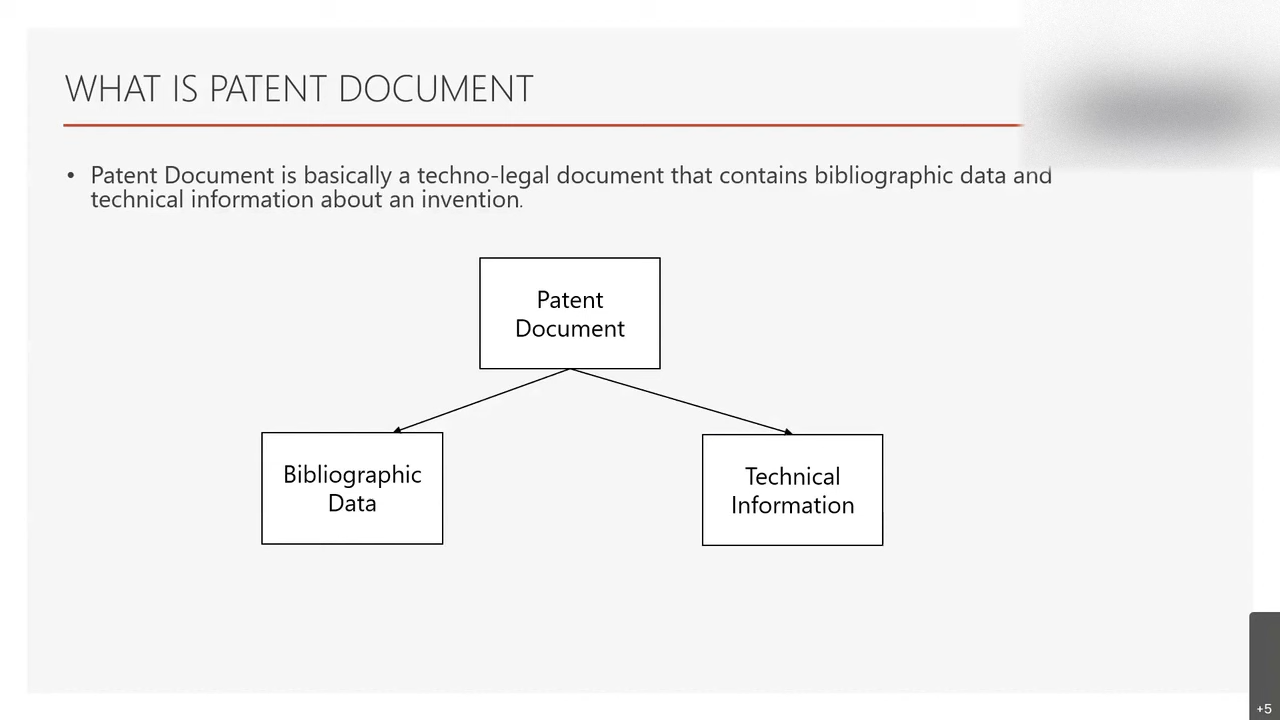 WHAT IS PATENT DOCUMENT
• Patent Document is basically a techno-legal document that contains bibliographic data and
technical information about an invention.
Patent
Document
Bibliographic
Data
Technical
Information
+5